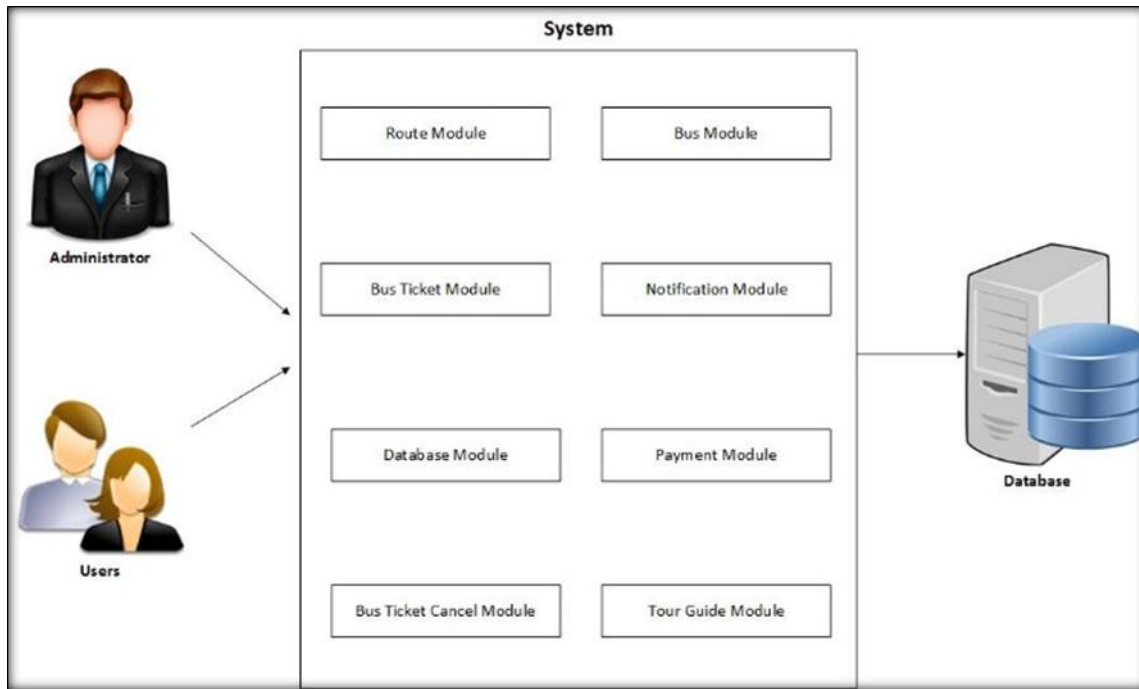 System
Administrator
Users
Route Module
Bus Module
Bus Ticket Module
Notification Module
Database Module
Payment Module
Bus Ticket Cancel Module
Tour Guide Module
Database